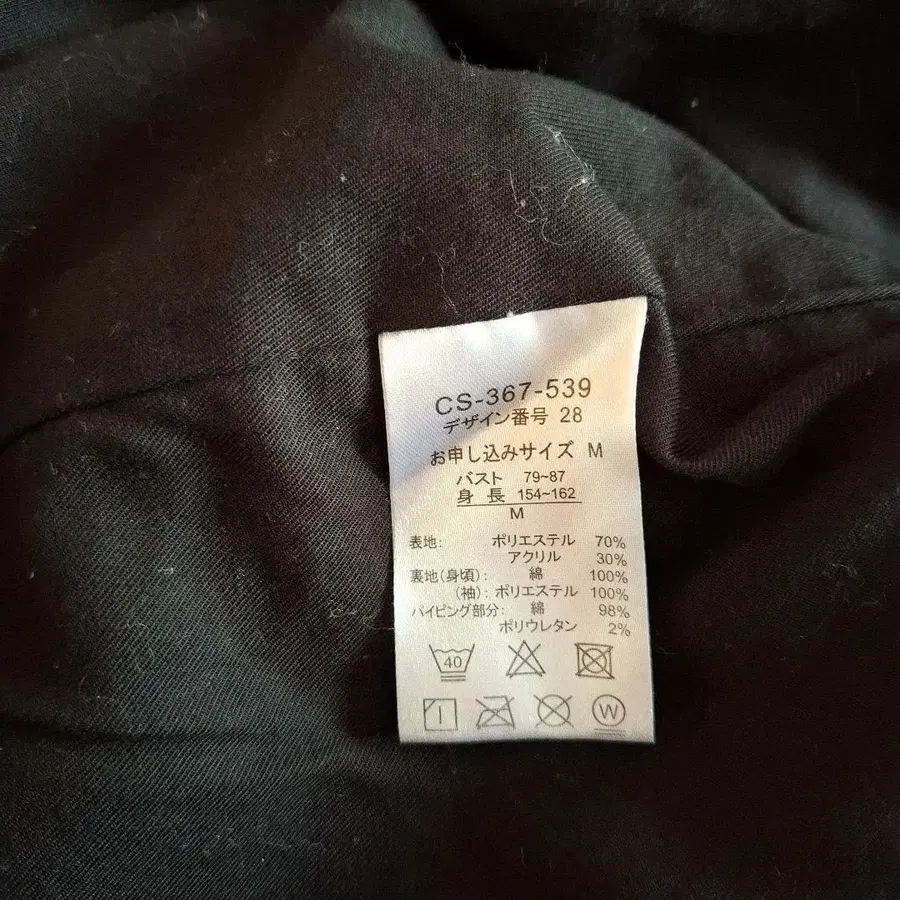 CS-367-539
デザイン番号 28
お申し込みサイズ M
バスト 79~87
身 長 154~162
M
表地: ポリエステル 70%
アクリル 30%
裏地(身頃): 綿 100%
(袖): ポリエステル 100%
パイピング部分: 綿 98%
ポリウレタン 2%
40
W